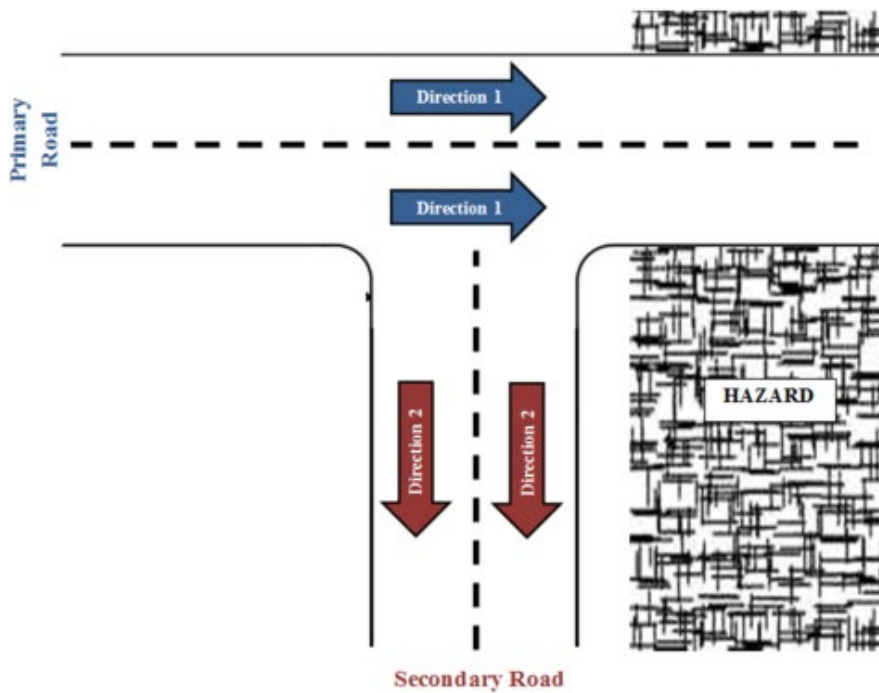 Direction 1
Primary
Road
Direction 1
HAZARD
Direction 2
Direction 2
Secondary Road